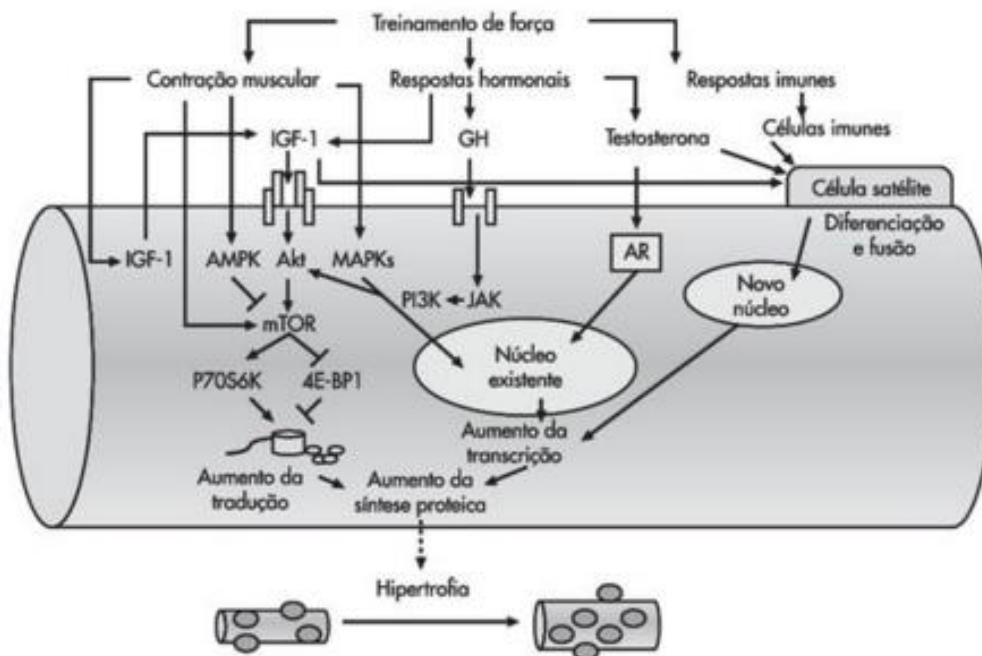 Treinamento de força
Contração muscular
Respostas hormonais
Respostas imunes
IGF-1
GH
Testosterona
Células imunes
Célula satélite
Diferenciação
e fusão
IGF-1
AMPK
Akt
MAPKs
AR
Novo
núcleo
PI3K
JAK
mTOR
Núcleo
existente
P70S6K
4E-BP1
Aumento da
transcrição
Aumento da
tradução
Aumento da
síntese proteica
Hipertrofia